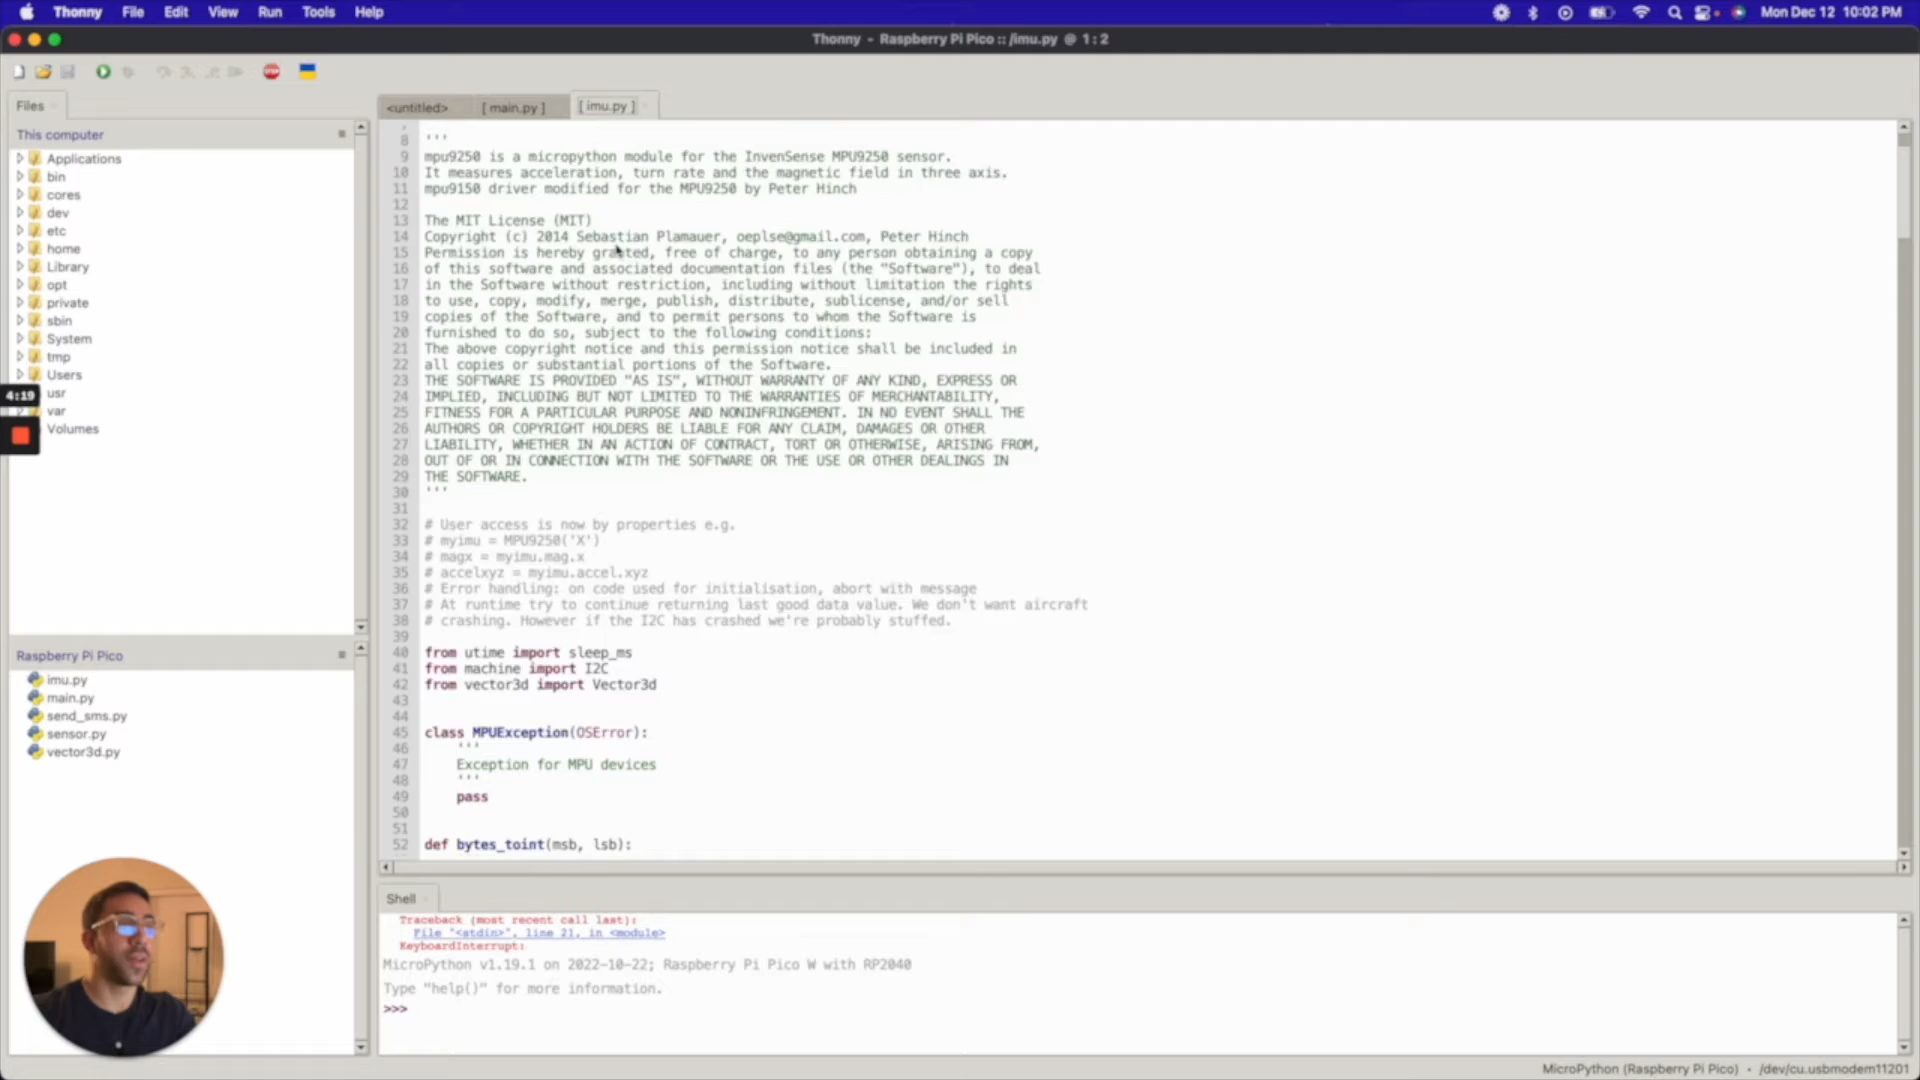 Thonny File Edit View Run Tools Help
Mon Dec 12 10:02 PM
Thonny - Raspberry Pi Pico :: /imu.py @ 1 : 2
STOP
Files
This computer
Applications
bin
cores
dev
etc
home
Library
opt
private
sbin
System
tmp
Users
usr
var
Volumes
4:19
Raspberry Pi Pico
imu.py
main.py
send_sms.py
sensor.py
vector3d.py
<untitled> [ main.py ] [ imu.py ]
8 '''
9 mpu9250 is a micropython module for the InvenSense MPU9250 sensor.
10 It measures acceleration, turn rate and the magnetic field in three axis.
11 mpu9150 driver modified for the MPU9250 by Peter Hinch
12
13 The MIT License (MIT)
14 Copyright (c) 2014 Sebastian Plamauer, oeplse@gmail.com, Peter Hinch
15 Permission is hereby granted, free of charge, to any person obtaining a copy
16 of this software and associated documentation files (the "Software"), to deal
17 in the Software without restriction, including without limitation the rights
18 to use, copy, modify, merge, publish, distribute, sublicense, and/or sell
19 copies of the Software, and to permit persons to whom the Software is
20 furnished to do so, subject to the following conditions:
21 The above copyright notice and this permission notice shall be included in
22 all copies or substantial portions of the Software.
23 THE SOFTWARE IS PROVIDED "AS IS", WITHOUT WARRANTY OF ANY KIND, EXPRESS OR
24 IMPLIED, INCLUDING BUT NOT LIMITED TO THE WARRANTIES OF MERCHANTABILITY,
25 FITNESS FOR A PARTICULAR PURPOSE AND NONINFRINGEMENT. IN NO EVENT SHALL THE
26 AUTHORS OR COPYRIGHT HOLDERS BE LIABLE FOR ANY CLAIM, DAMAGES OR OTHER
27 LIABILITY, WHETHER IN AN ACTION OF CONTRACT, TORT OR OTHERWISE, ARISING FROM,
28 OUT OF OR IN CONNECTION WITH THE SOFTWARE OR THE USE OR OTHER DEALINGS IN
29 THE SOFTWARE.
30 '''
31
32 # User access is now by properties e.g.
33 # myimu = MPU9250('X')
34 # magx = myimu.mag.x
35 # accelxyz = myimu.accel.xyz
36 # Error handling: on code used for initialisation, abort with message
37 # At runtime try to continue returning last good data value. We don't want aircraft
38 # crashing. However if the I2C has crashed we're probably stuffed.
39
40 from utime import sleep_ms
41 from machine import I2C
42 from vector3d import Vector3d
43
44
45 class MPUException(OSError):
46 '''
47 Exception for MPU devices
48 '''
49 pass
50
51
52 def bytes_toint(msb, lsb):
Shell
Traceback (most recent call last):
File "<stdin>", line 21, in <module>
KeyboardInterrupt:
MicroPython v1.19.1 on 2022-10-22; Raspberry Pi Pico W with RP2040
Type "help()" for more information.
>>>
MicroPython (Raspberry Pi Pico) • /dev/cu.usbmodem11201